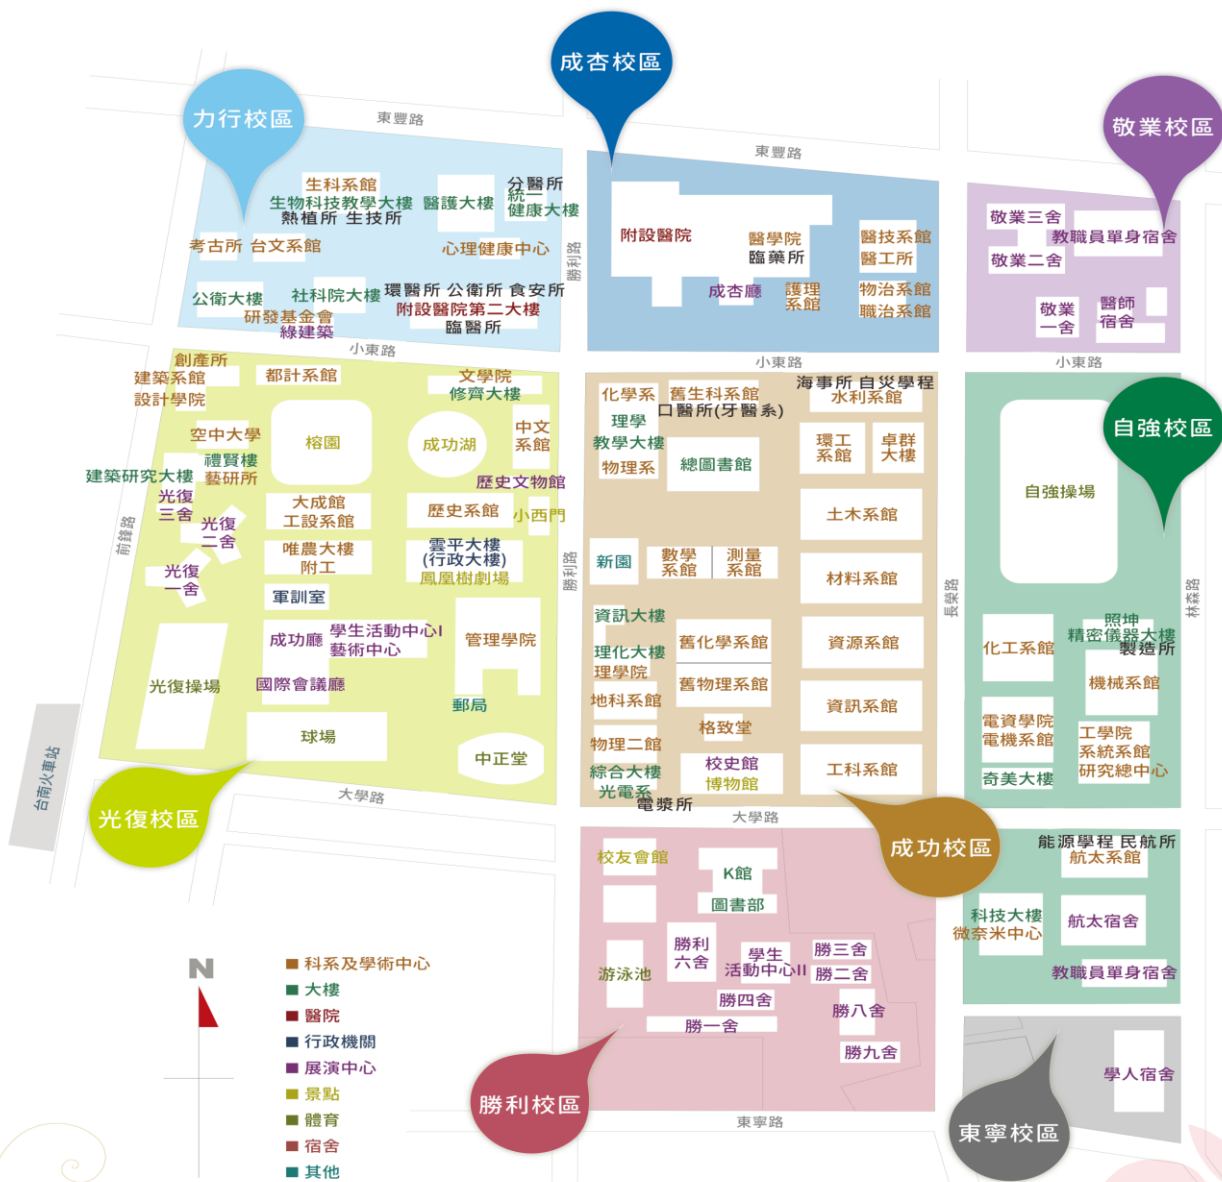 成杏校區
力行校區
敬業校區
東豐路
東豐路
生科系館
生物科技教學大樓
熱植所 生技所
醫護大樓
分醫所
統一
健康大樓
考古所 台文系館
心理健康中心
公衛大樓
社科院大樓
研發基金會
綠建築
環醫所 公衛所 食安所
附設醫院第二大樓
臨醫所
勝利路
附設醫院
醫學院
臨藥所
醫技系館
醫工所
成杏廳
護理
系館
物治系館
職治系館
敬業三舍
教職員單身宿舍
敬業二舍
敬業
一舍
醫師
宿舍
小東路
小東路
小東路
創產所
建築系館
設計學院
都計系館
文學院
修齊大樓
空中大學
榕園
成功湖
中文
系館
禮賢樓
藝研所
建築研究大樓
歷史文物館
光復
三舍
大成館
工設系館
歷史系館
小西門
光復
二舍
唯農大樓
附工
雲平大樓
(行政大樓)
鳳凰樹劇場
光復
一舍
軍訓室
前鋒路
勝利路
成功廳
學生活動中心I
藝術中心
管理學院
光復操場
國際會議廳
郵局
球場
中正堂
台南火車站
大學路
光復校區
化學系
舊生科系館
口醫所(牙醫系)
海事所 自災學程
水利系館
理學
教學大樓
物理系
總圖書館
環工
系館
卓群
大樓
土木系館
新園
數學
系館
測量
系館
材料系館
資訊大樓
理化大樓
理學院
舊化學系館
資源系館
地科系館
舊物理系館
資訊系館
物理二館
格致堂
綜合大樓
光電系
校史館
博物館
工科系館
電漿所
大學路
成功校區
長榮路
自強校區
自強操場
林森路
化工系館
照坤
精密儀器大樓
製造所
機械系館
電資學院
電機系館
工學院
系統系館
研究總中心
奇美大樓
能源學程 民航所
航太系館
科技大樓
微奈米中心
航太宿舍
教職員單身宿舍
校友會館
K館
圖書部
勝利
六舍
學生
活動中心II
勝三舍
勝二舍
游泳池
勝四舍
勝八舍
勝一舍
勝九舍
勝利校區
東寧路
學人宿舍
東寧校區
N
科系及學術中心
大樓
醫院
行政機關
展演中心
景點
體育
宿舍
其他